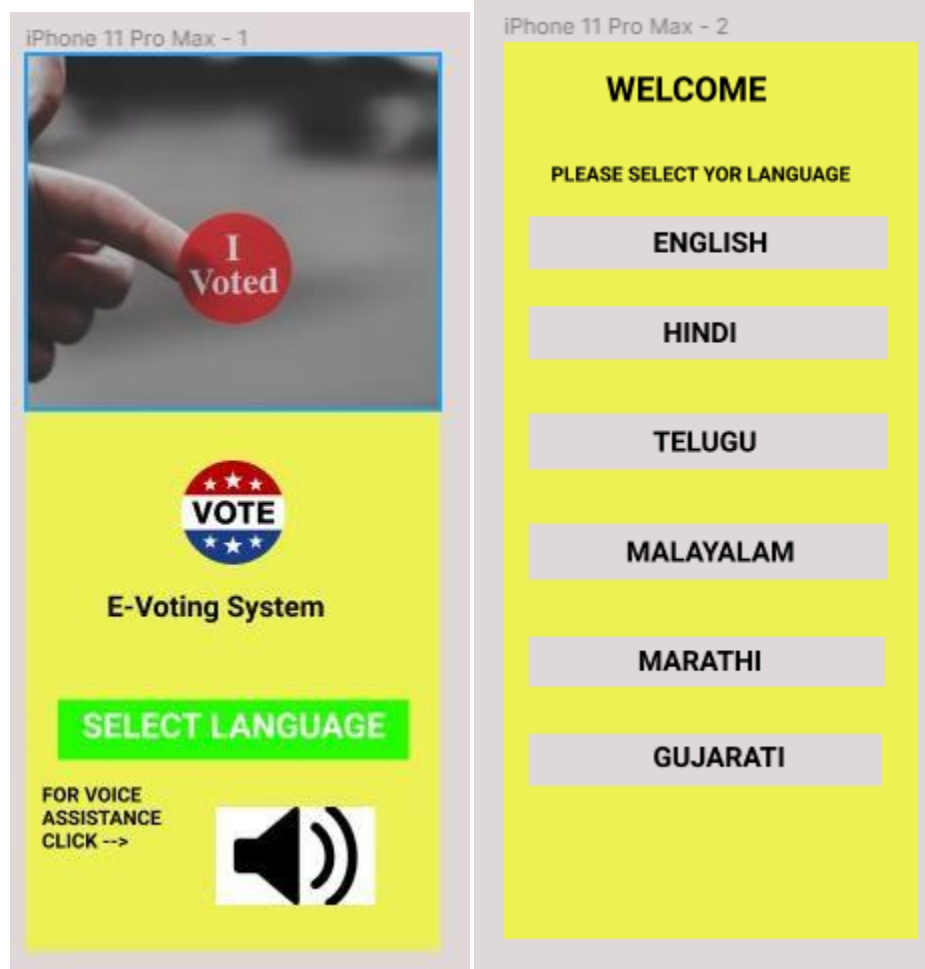 iPhone 11 Pro Max - 1
I
Voted
VOTE
E-Voting System
SELECT LANGUAGE
FOR VOICE
ASSISTANCE
CLICK -->
iPhone 11 Pro Max - 2
WELCOME
PLEASE SELECT YOR LANGUAGE
ENGLISH
HINDI
TELUGU
MALAYALAM
MARATHI
GUJARATI